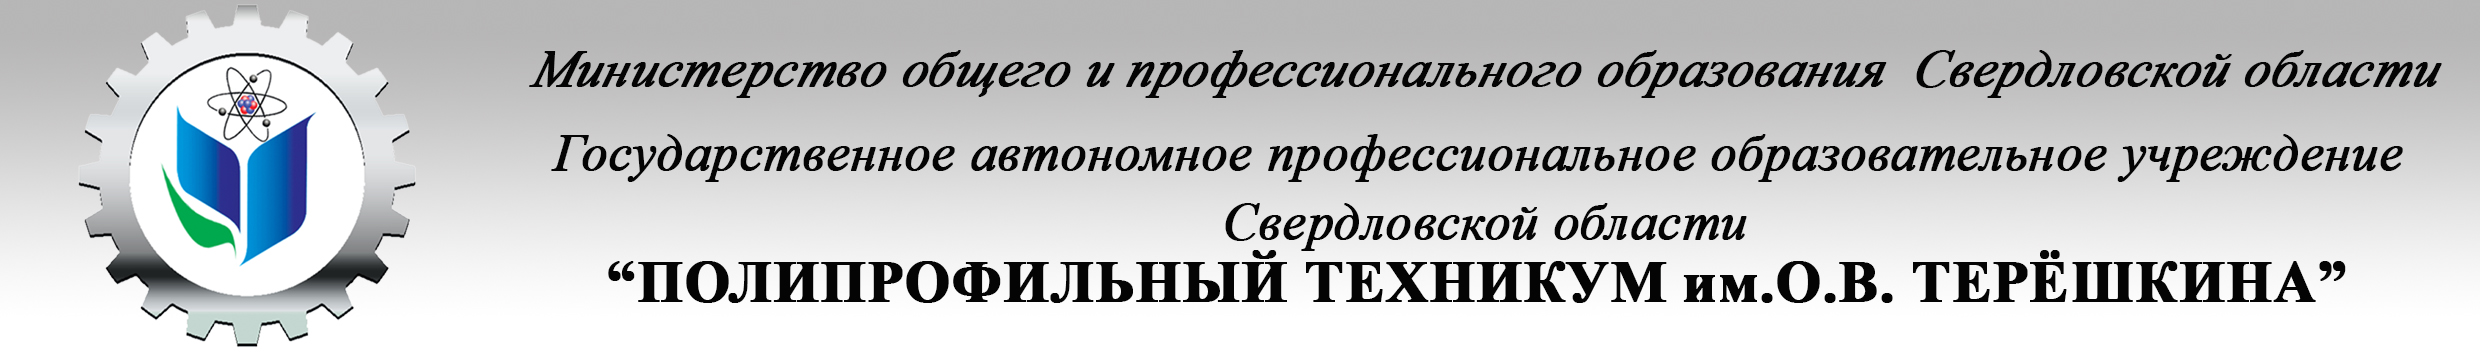 Министерство общего и профессионального образования Свердловской области
Государственное автономное профессиональное образовательное учреждение
Свердловской области
“ПОЛИПРОФИЛЬНЫЙ ТЕХНИКУМ им.О.В. ТЕРЁШКИНА”